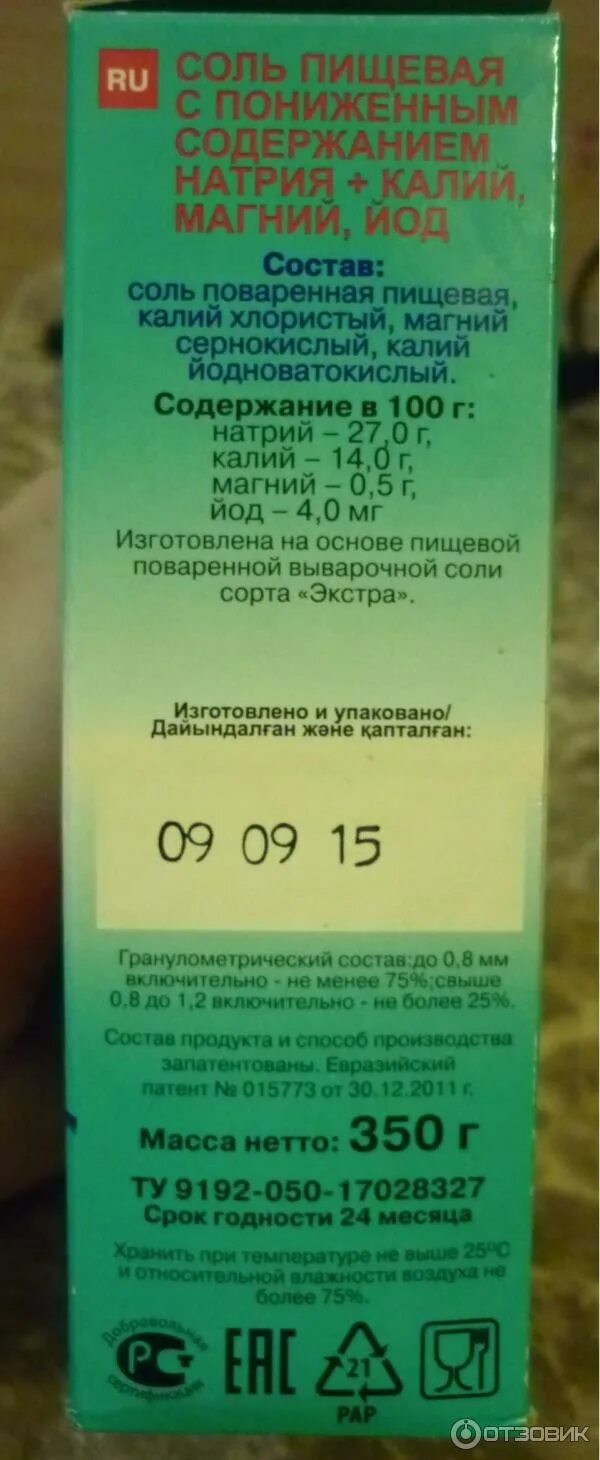 RU
СОЛЬ ПИЩЕВАЯ
С ПОНИЖЕННЫМ
СОДЕРЖАНИЕМ
НАТРИЯ + КАЛИЙ,
МАГНИЙ, ЙОД
Состав:
соль поваренная пищевая,
калий хлористый, магний
сернокислый, калий
йодноватокислый.
Содержание в 100 г:
натрий – 27,0 г,
калий – 14,0 г,
магний – 0,5 г,
йод – 4,0 мг
Изготовлена на основе пищевой
поваренной выварочной соли
сорта «Экстра».
Изготовлено и упаковано/
Дайындалған және қапталған:
09 09 15
Гранулометрический состав:до 0,8 мм
включительно - не менее 75%;свыше
0,8 до 1,2 включительно - не более 25%.
Состав продукта и способ производства
запатентованы. Евразийский
патент № 015773 от 30.12.2011 г.
Масса нетто: 350 г
ТУ 9192-050-17028327
Срок годности 24 месяца
Хранить при температуре не выше 25°С
и относительной влажности воздуха не
более 75%.
Добровольная
РСТ
сертификация
EAC
21
PAP
ОТЗОВИК